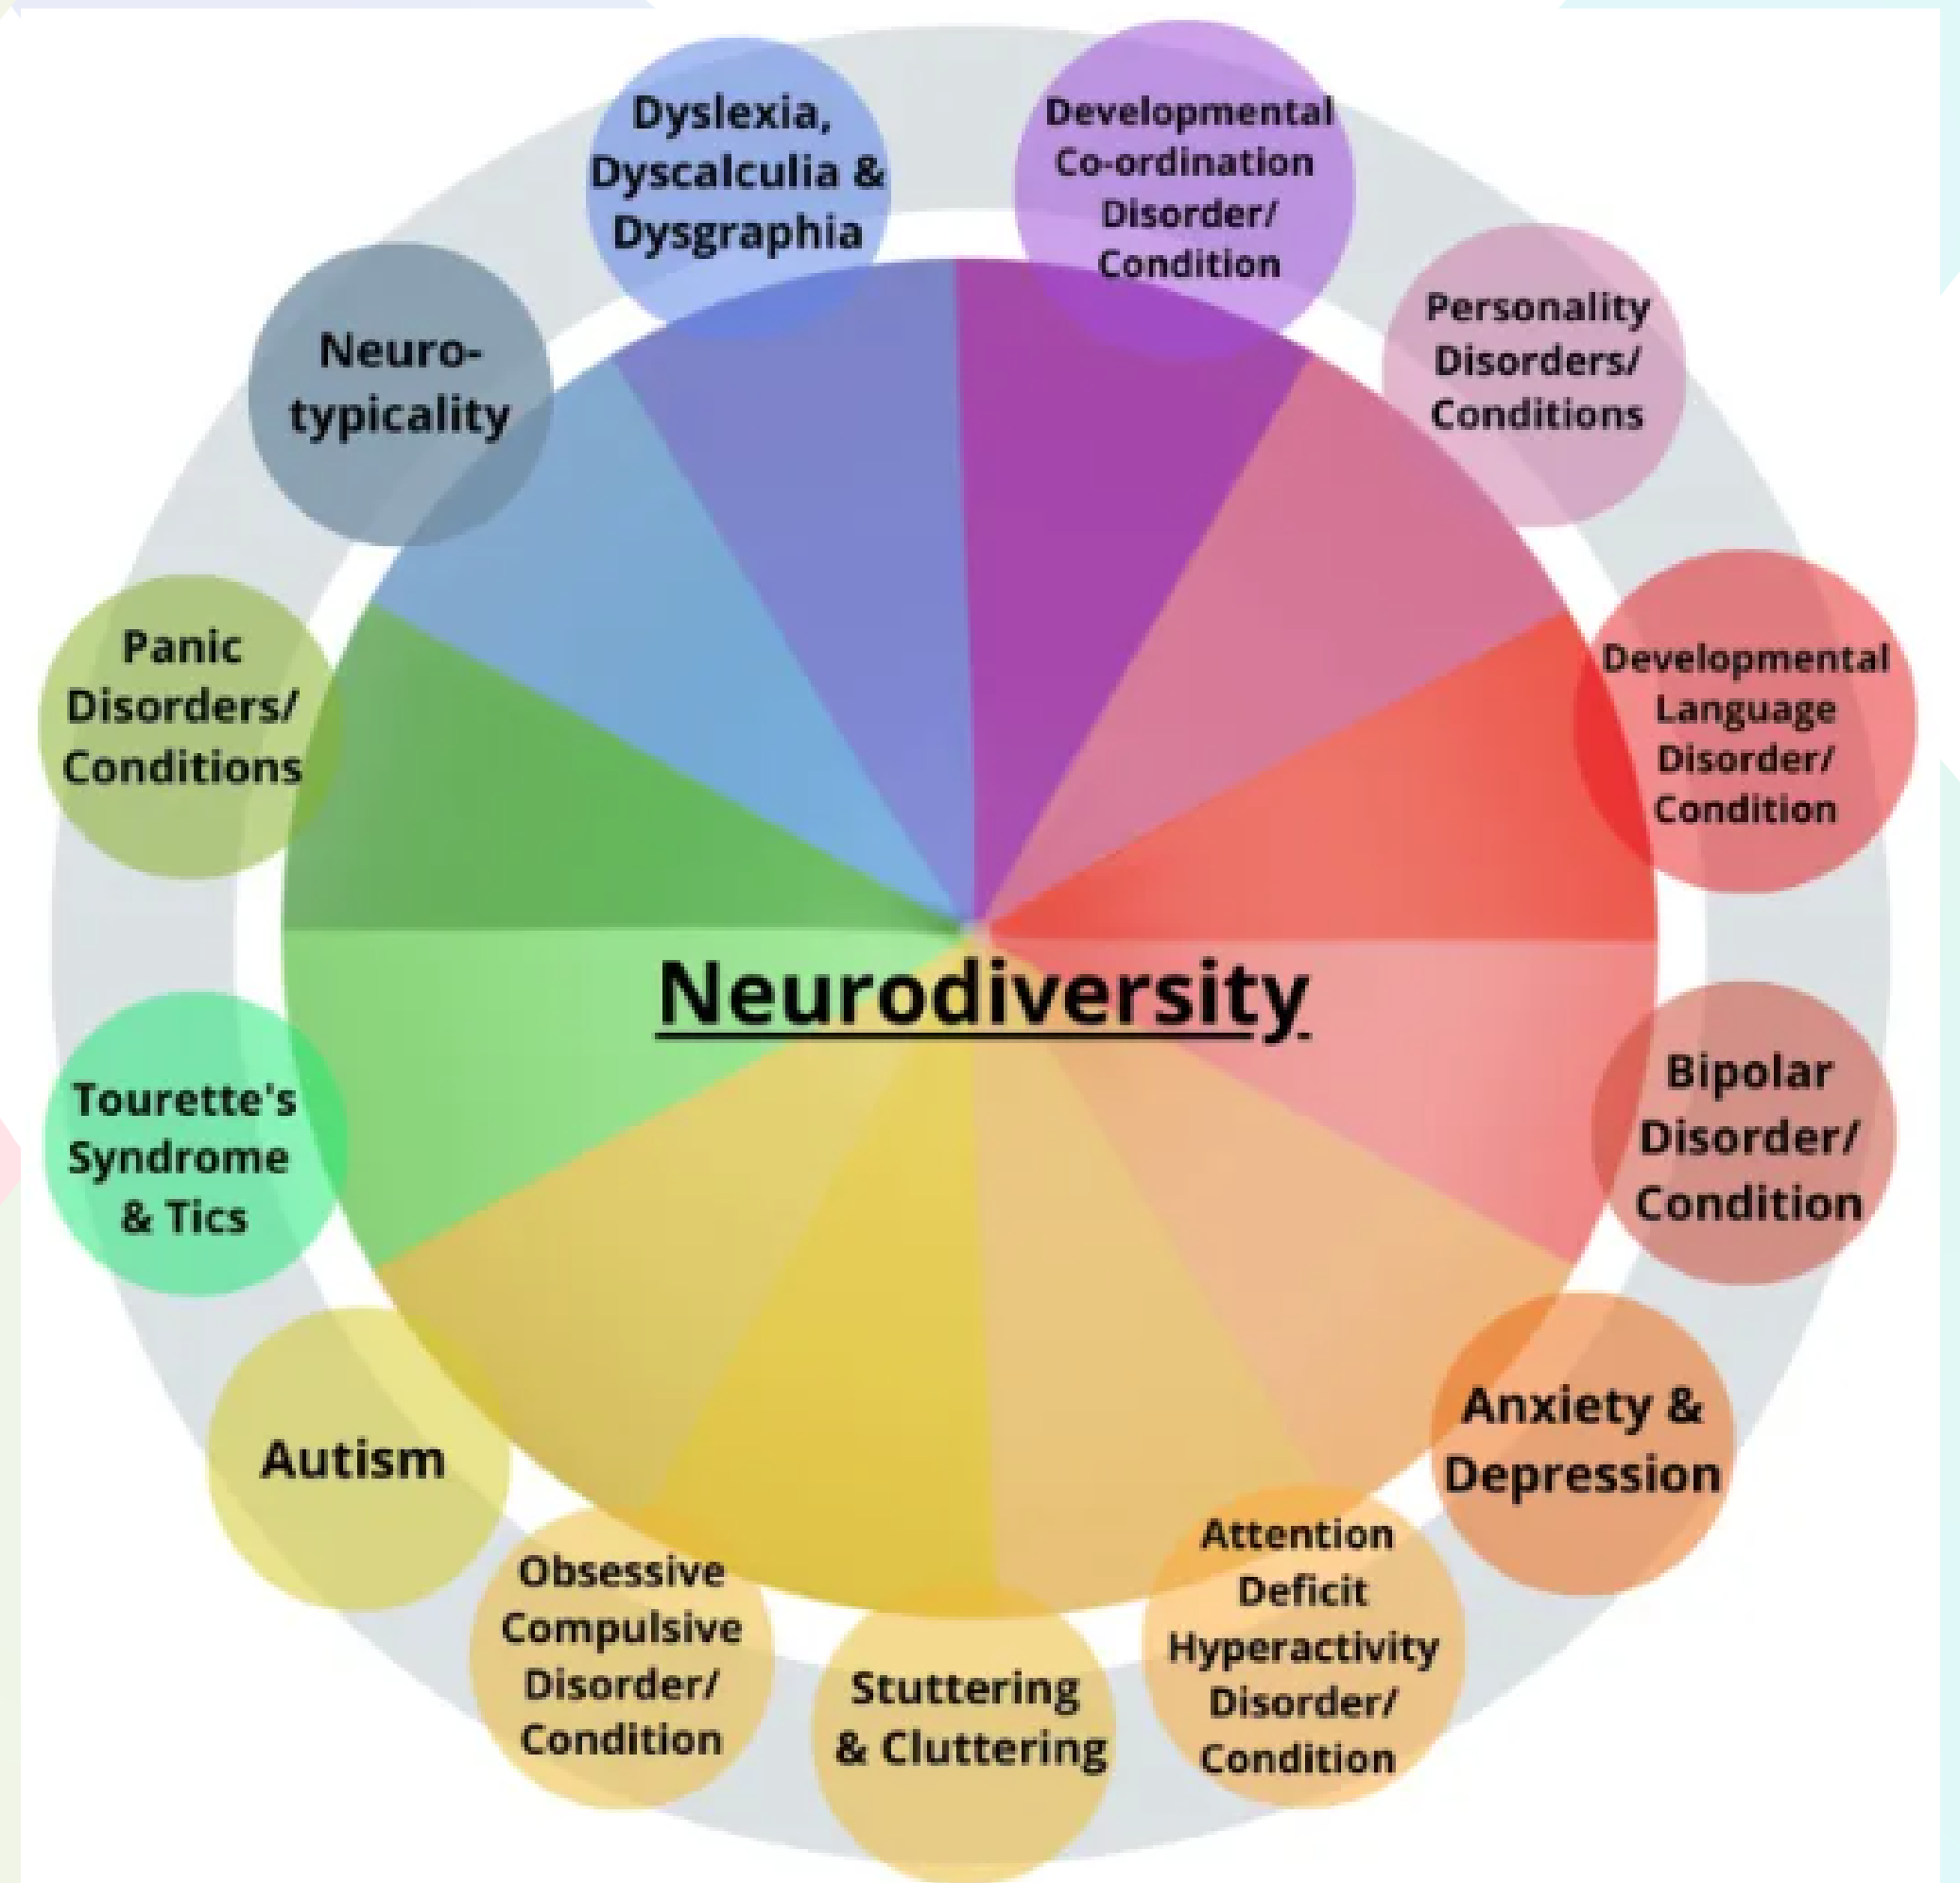 Dyslexia,
Dyscalculia &
Dysgraphia
Developmental
Co-ordination
Disorder/
Condition
Personality
Disorders/
Conditions
Developmental
Language
Disorder/
Condition
Bipolar
Disorder/
Condition
Anxiety &
Depression
Attention
Deficit
Hyperactivity
Disorder/
Condition
Stuttering
& Cluttering
Obsessive
Compulsive
Disorder/
Condition
Autism
Tourette's
Syndrome
& Tics
Panic
Disorders/
Conditions
Neuro-
typicality
Neurodiversity